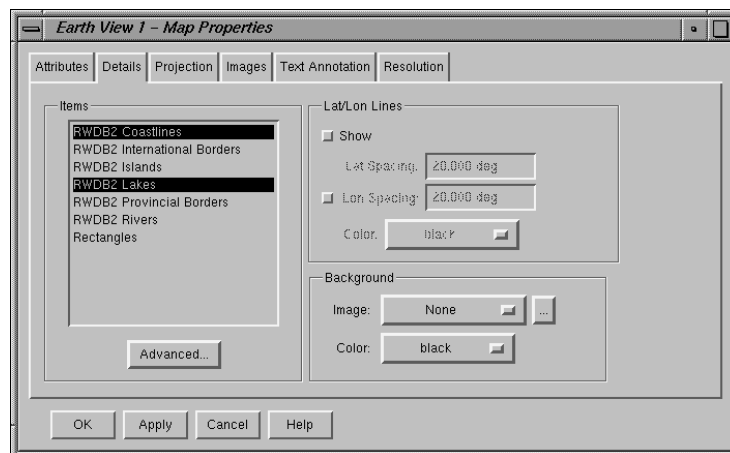 Earth View 1 – Map Properties
Attributes Details Projection Images Text Annotation Resolution
Items
RWDB2 Coastlines
RWDB2 International Borders
RWDB2 Islands
RWDB2 Lakes
RWDB2 Provincial Borders
RWDB2 Rivers
Rectangles
Advanced...
Lat/Lon Lines
Show
Lat Spacing: 20.000 deg
Lon Spacing: 20.000 deg
Color: black
Background
Image: None ...
Color: black
OK Apply Cancel Help